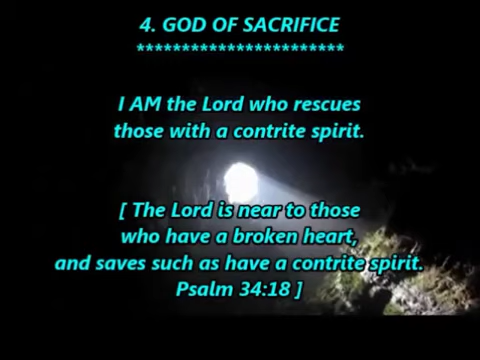 4. GOD OF SACRIFICE
***********************
I AM the Lord who rescues
those with a contrite spirit.
[ The Lord is near to those
who have a broken heart,
and saves such as have a contrite spirit.
Psalm 34:18 ]